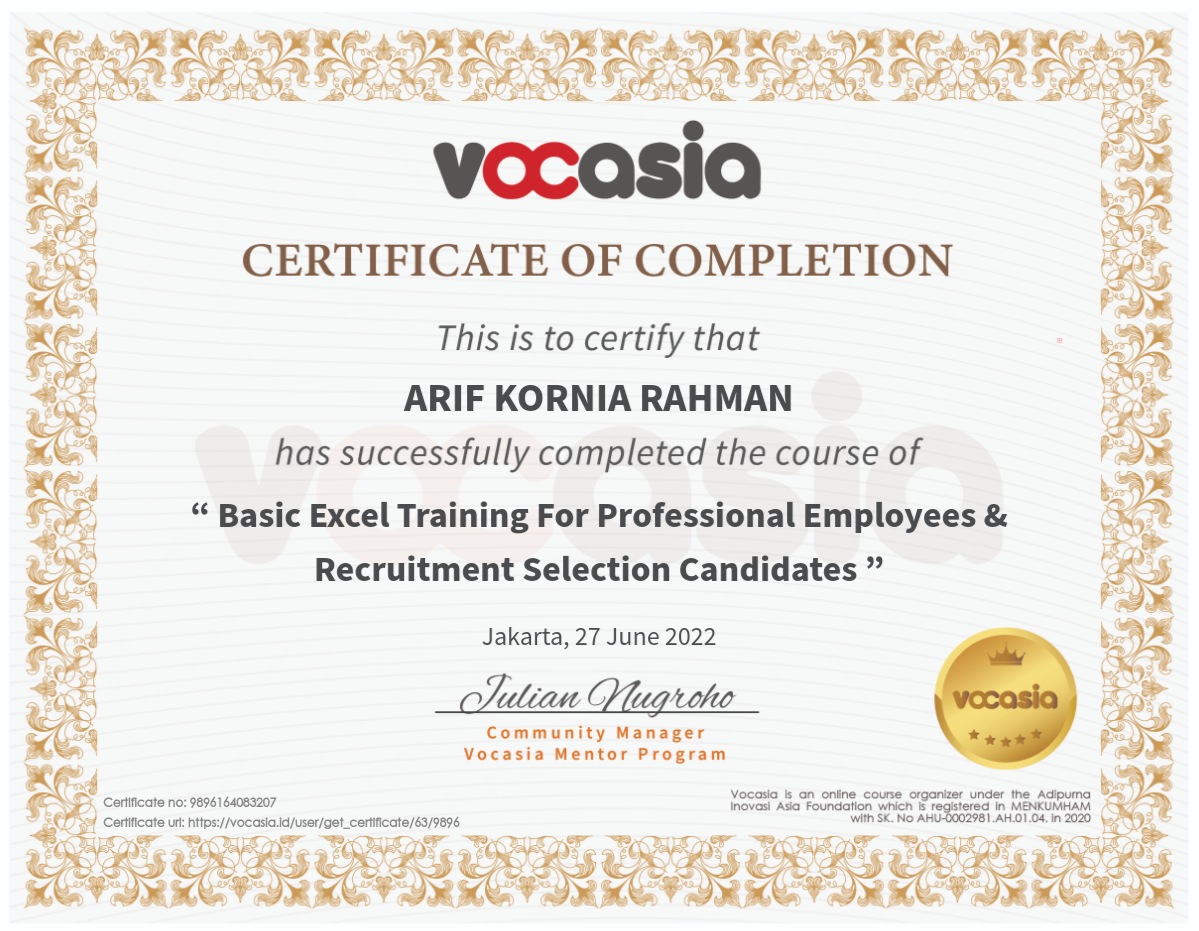 vocasia
CERTIFICATE OF COMPLETION
This is to certify that
ARIF KORNIA RAHMAN
has successfully completed the course of
“ Basic Excel Training For Professional Employees &
Recruitment Selection Candidates ”
Jakarta, 27 June 2022
Julian Nugroho
Community Manager
Vocasia Mentor Program
vocasia
Certificate no: 9896164083207
Certificate url: https://vocasia.id/user/get_certificate/63/9896
Vocasia is an online course organizer under the Adipurna
Inovasi Asia Foundation which is registered in MENKUMHAM
with SK. No AHU-0002981.AH.01.04. in 2020